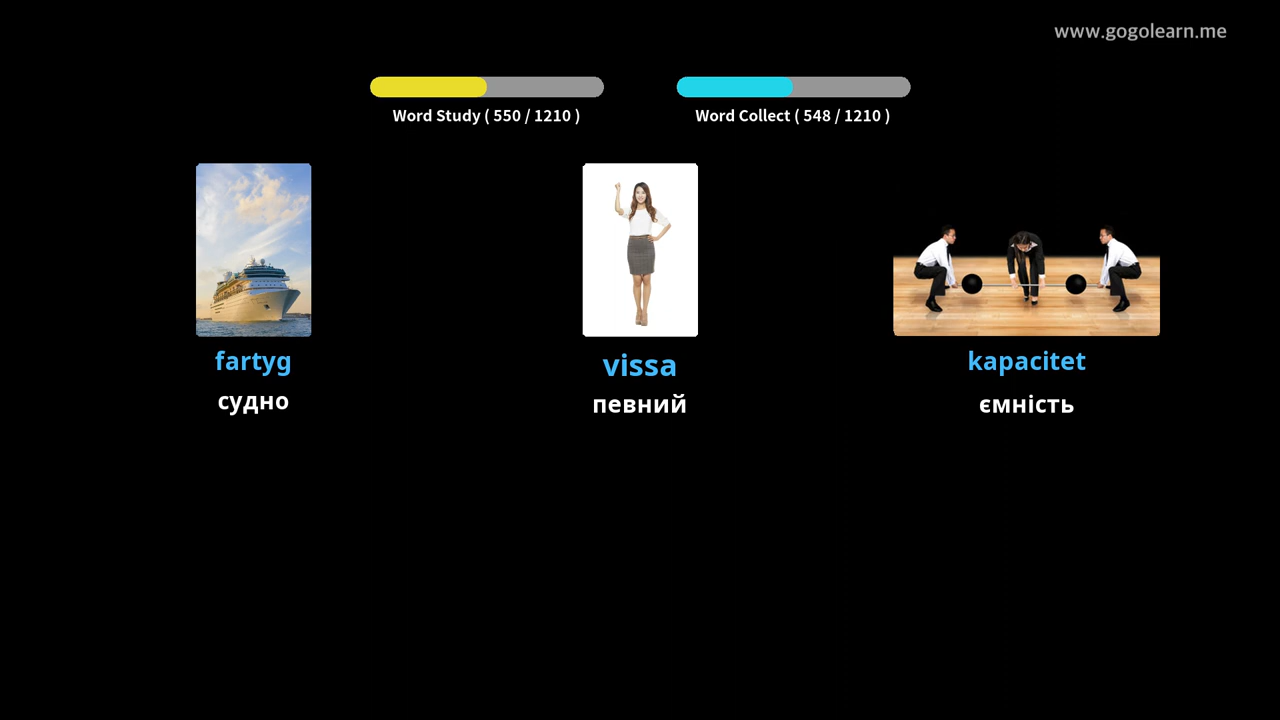 www.gogolearn.me
Word Study ( 550 / 1210 )
Word Collect ( 548 / 1210 )
fartyg
судно
vissa
певний
kapacitet
ємність